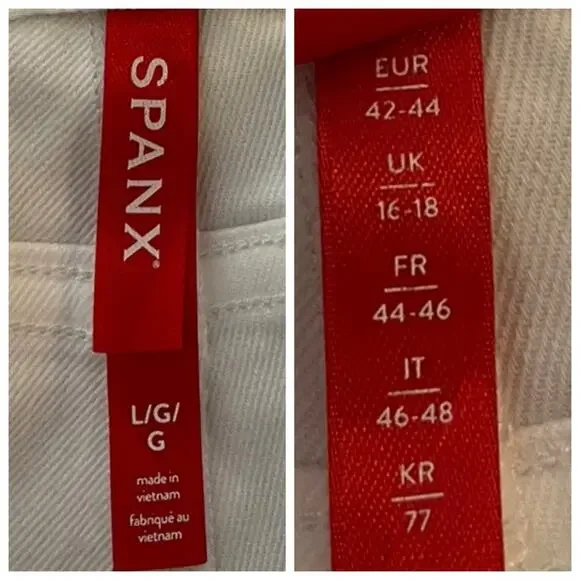 SPANX®
L/G/
G
made in
vietnam
fabriqué au
vietnam
EUR
42-44
UK
16-18
FR
44-46
IT
46-48
KR
77